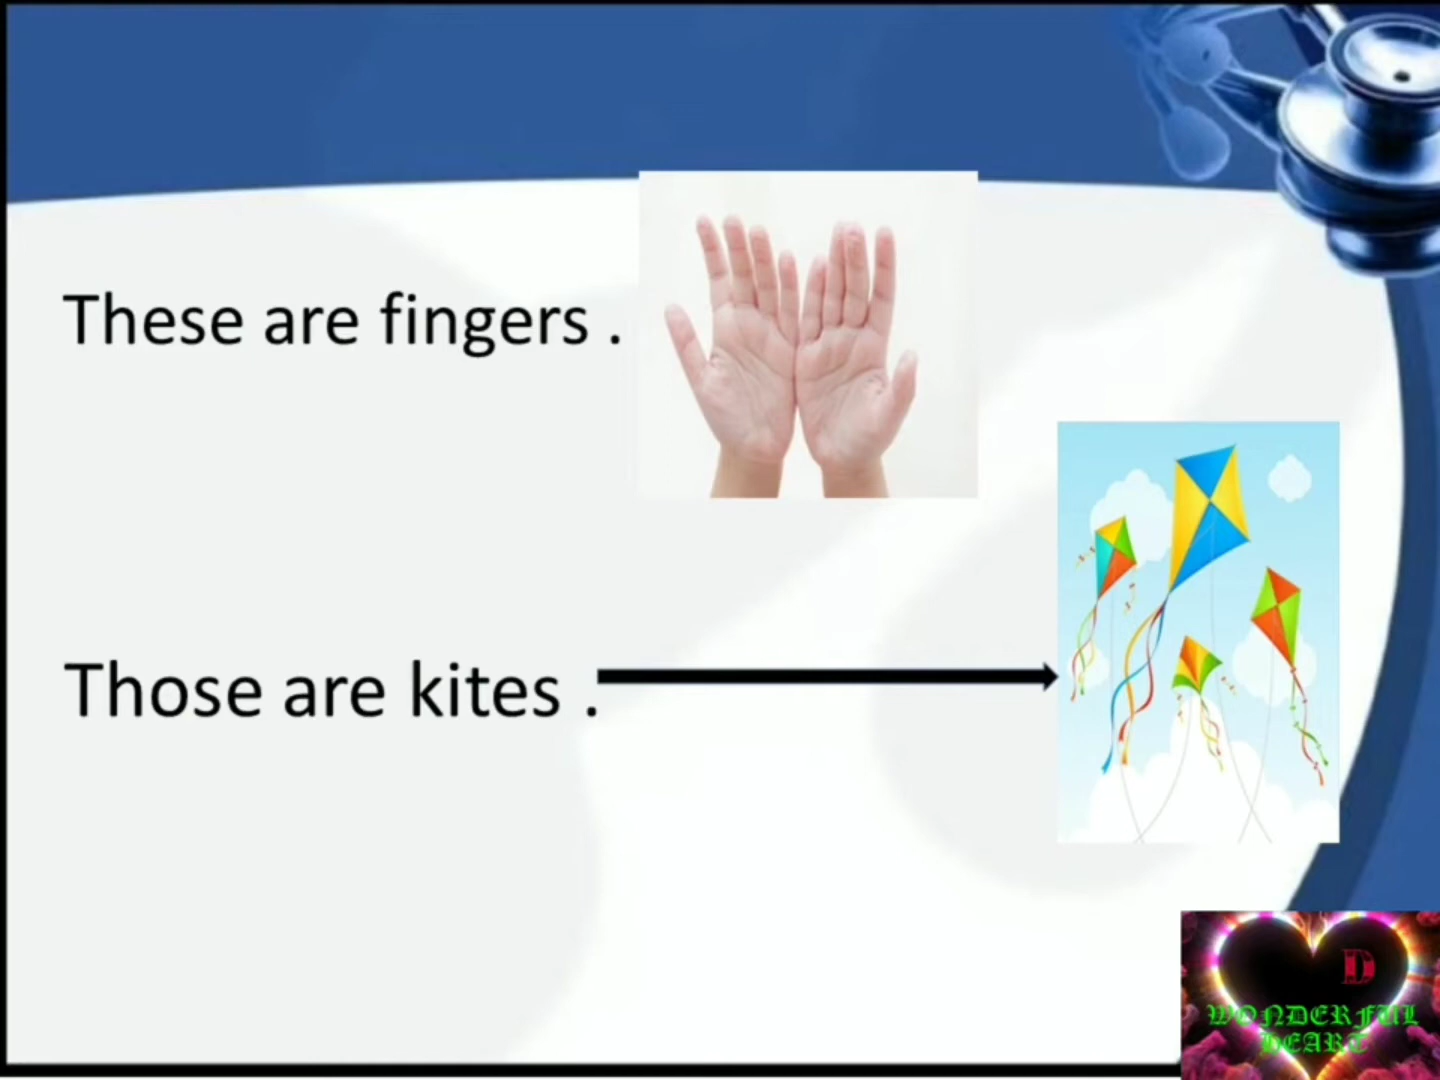 These are fingers .
Those are kites .
D
WONDERFUL
HEART